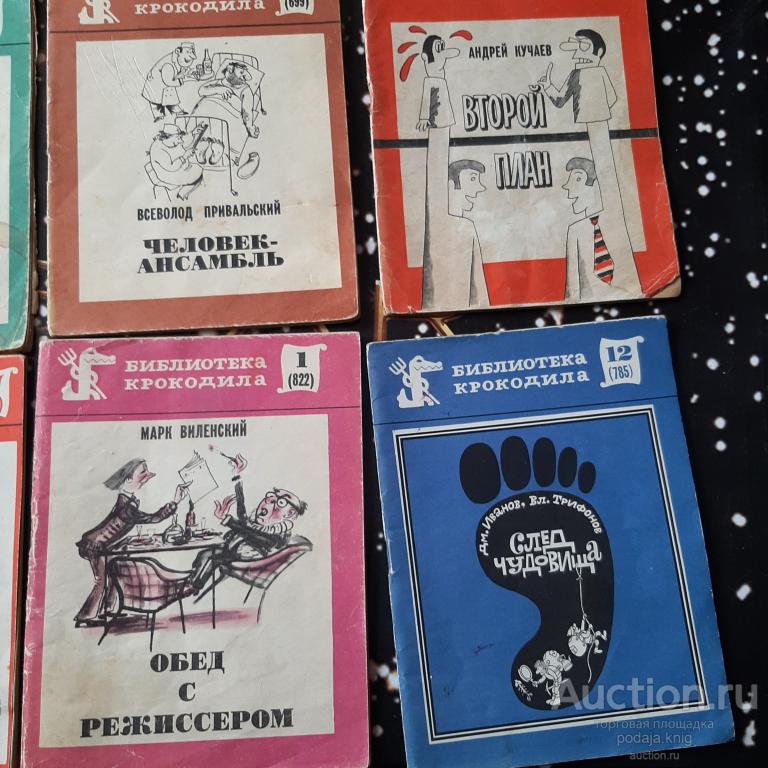 КРОКОДИЛА
(699)
ВСЕВОЛОД ПРИВАЛЬСКИЙ
ЧЕЛОВЕК-
АНСАМБЛЬ
АНДРЕЙ КУЧАЕВ
ВТОРОЙ
ПЛАН
БИБЛИОТЕКА
КРОКОДИЛА
1
(822)
МАРК ВИЛЕНСКИЙ
ОБЕД
С
РЕЖИССЕРОМ
БИБЛИОТЕКА
КРОКОДИЛА
12
(785)
Дм. Иванов, Вл. Трифонов
СЛЕД
ЧУДОВИЩА
Auction.ru
торговая площадка
podaja.knig
auction.ru